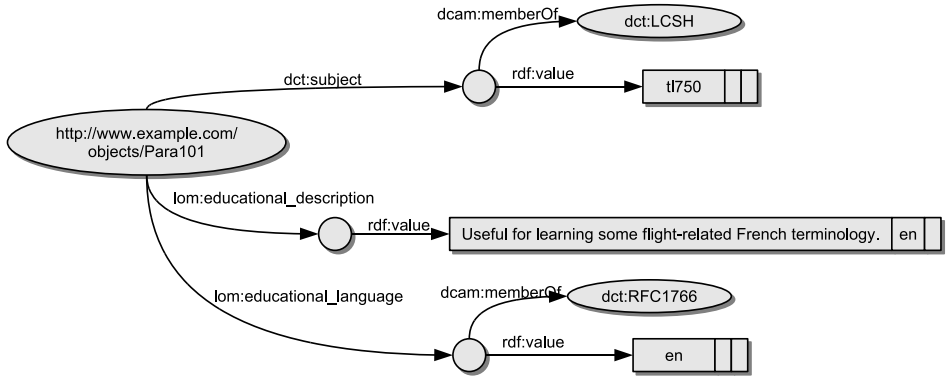 dcam:memberOf
dct:LCSH
dct:subject
rdf:value
tl750
http://www.example.com/
objects/Para101
lom:educational_description
rdf:value
Useful for learning some flight-related French terminology.
en
lom:educational_language
dcam:memberOf
dct:RFC1766
rdf:value
en